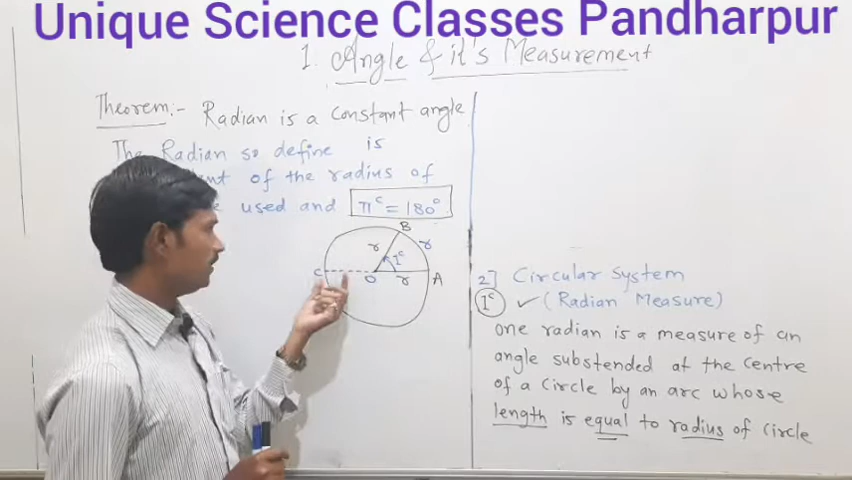 Unique Science Classes Pandharpur
1. Angle & it's Measurement
Theorem:- Radian is a constant angle
The Radian so define is
of the radius of
used and πᶜ = 180°
B
r r
1ᶜ
C O r A
2] Circular System
1ᶜ ✓ (Radian Measure)
one radian is a measure of an
angle substended at the centre
of a circle by an arc whose
length is equal to radius of circle